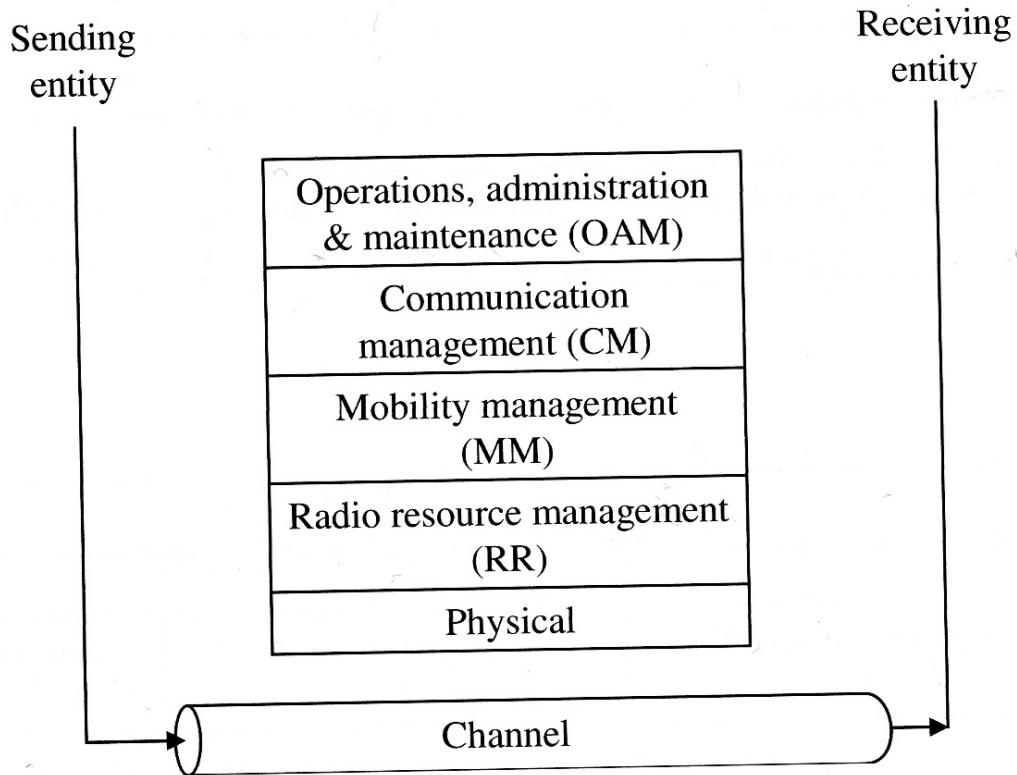 Sending
entity
Receiving
entity
Operations, administration
& maintenance (OAM)
Communication
management (CM)
Mobility management
(MM)
Radio resource management
(RR)
Physical
Channel